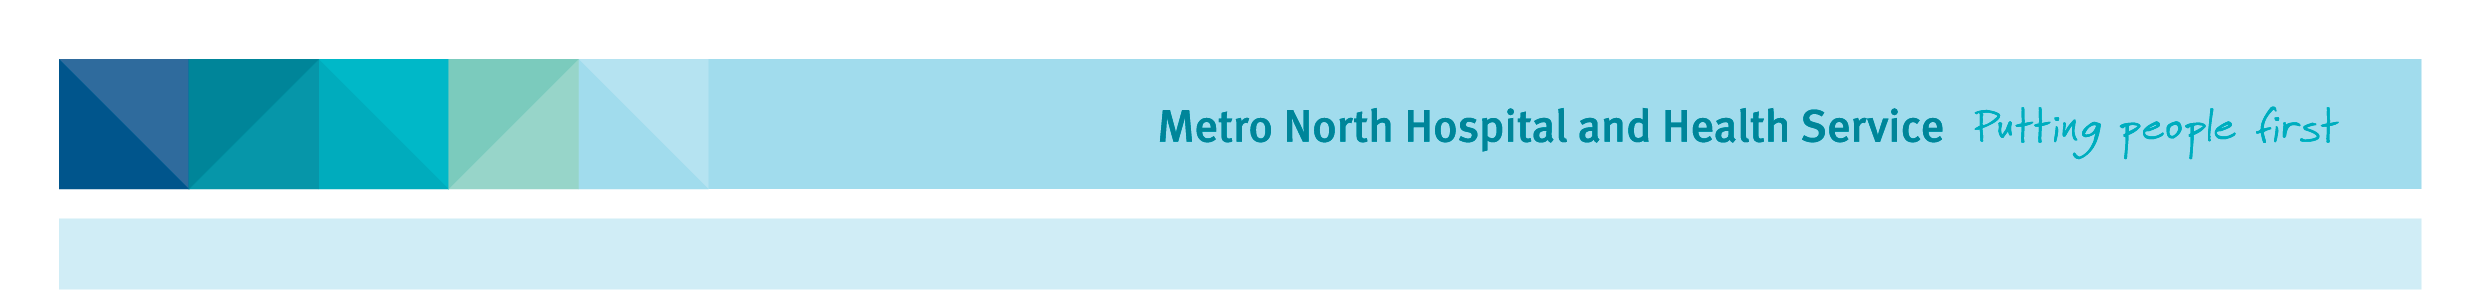 Metro North Hospital and Health Service Putting people first